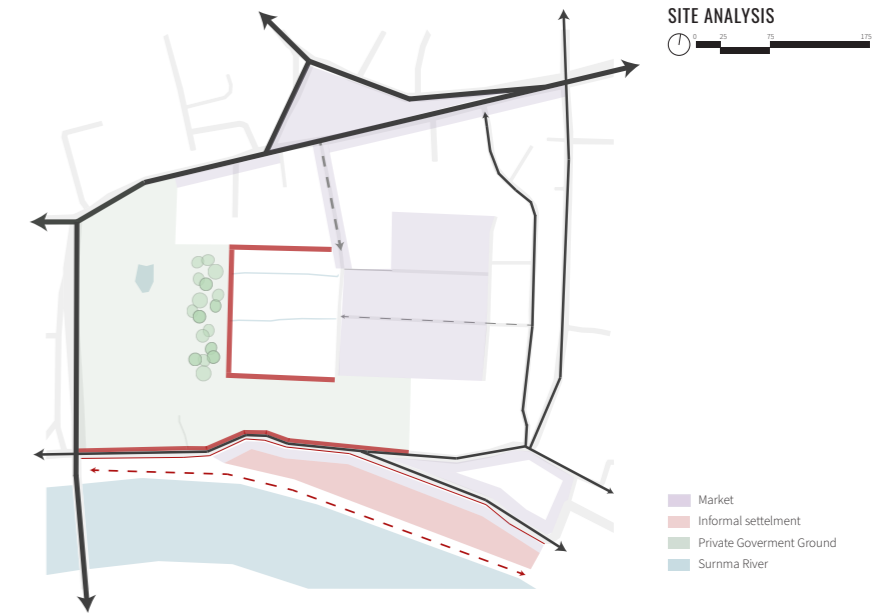 SITE ANALYSIS
0 25 75 175
Market
Informal settelment
Private Goverment Ground
Surnma River